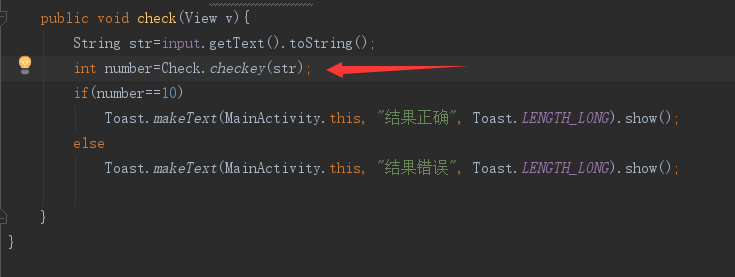 public void check(View v){
String str=input.getText().toString();
int number=Check.checkey(str);
if(number==10)
Toast.makeText(MainActivity.this, "结果正确", Toast.LENGTH_LONG).show();
else
Toast.makeText(MainActivity.this, "结果错误", Toast.LENGTH_LONG).show();
}
}